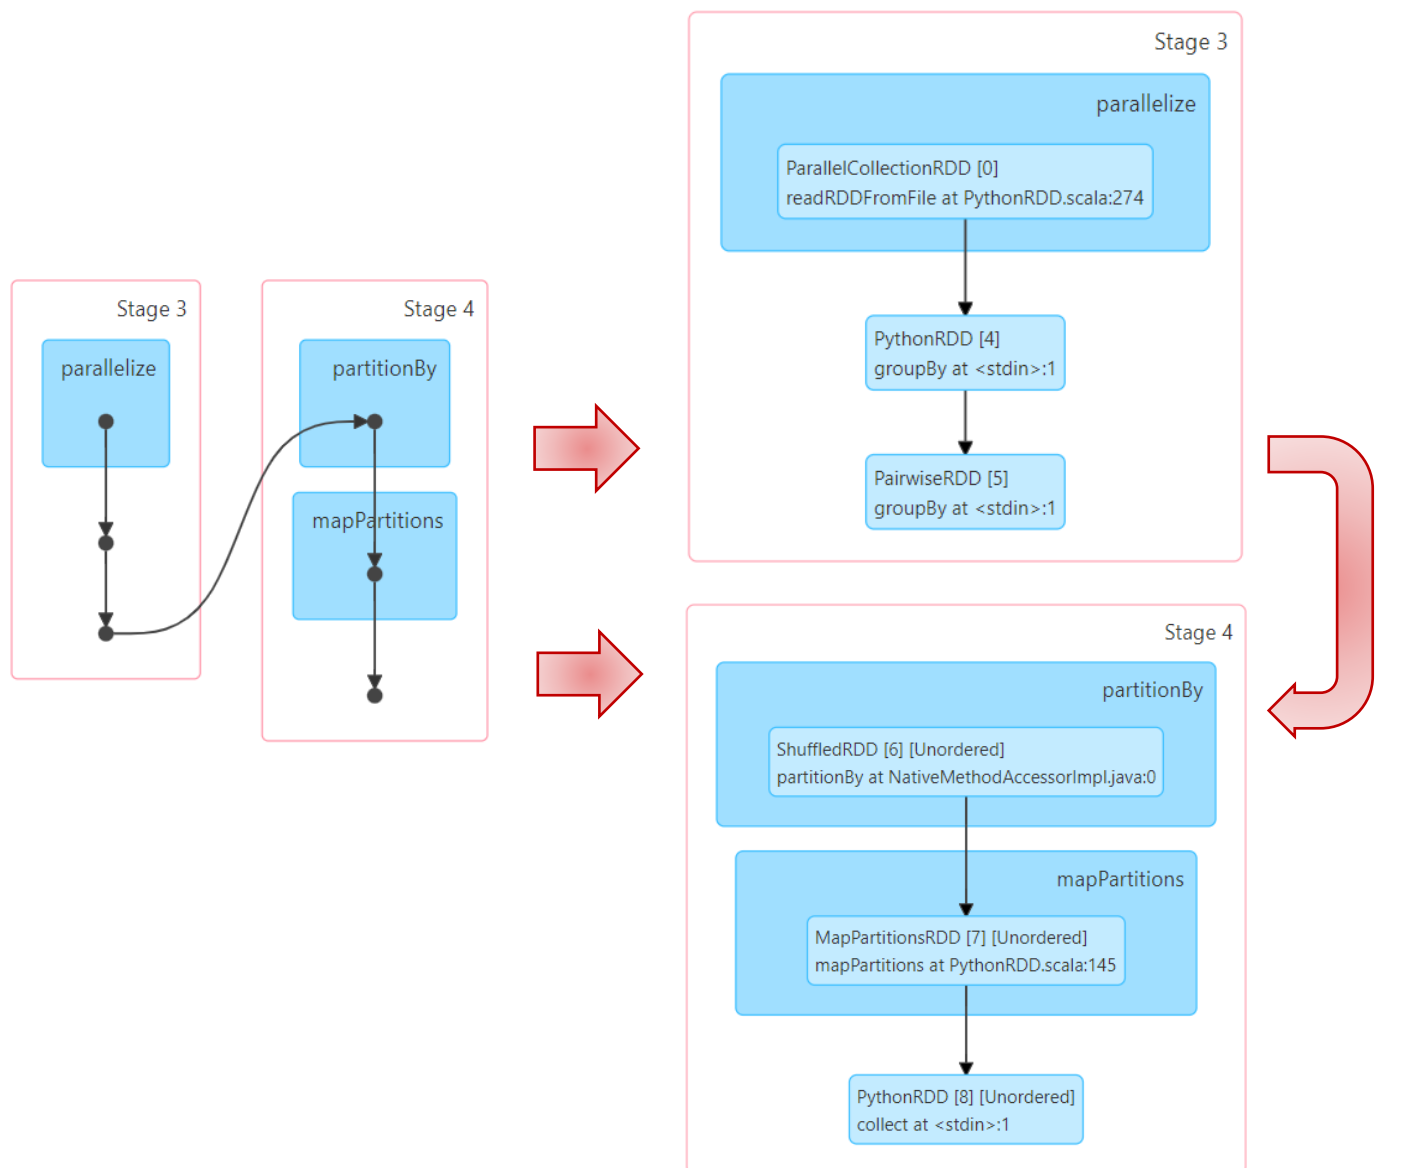 Stage 3
parallelize
Stage 4
partitionBy
mapPartitions
Stage 3
parallelize
ParallelCollectionRDD [0]
readRDDFromFile at PythonRDD.scala:274
PythonRDD [4]
groupBy at <stdin>:1
PairwiseRDD [5]
groupBy at <stdin>:1
Stage 4
partitionBy
ShuffledRDD [6] [Unordered]
partitionBy at NativeMethodAccessorImpl.java:0
mapPartitions
MapPartitionsRDD [7] [Unordered]
mapPartitions at PythonRDD.scala:145
PythonRDD [8] [Unordered]
collect at <stdin>:1